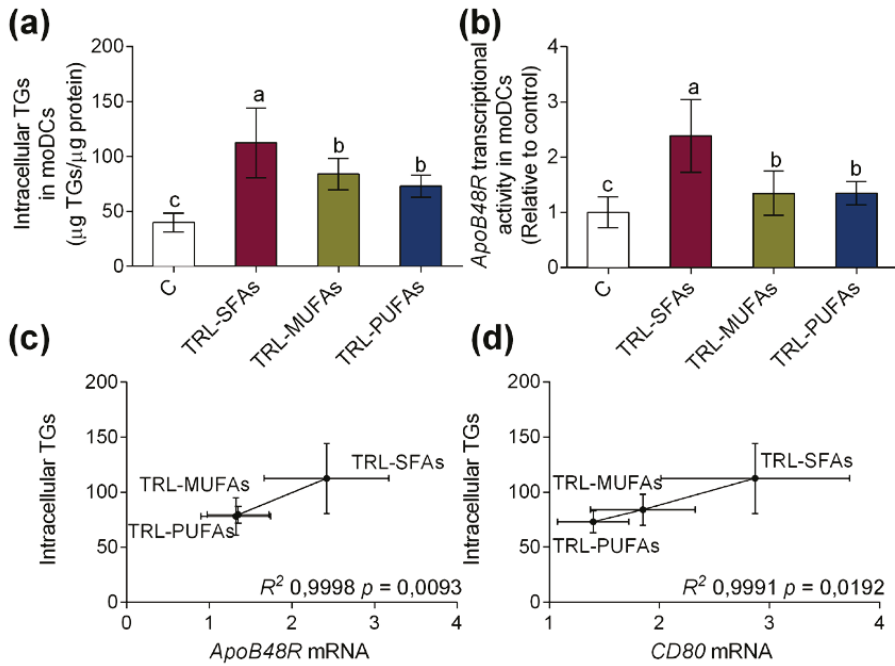 (a)
Intracellular TGs
in moDCs
(µg TGs/µg protein)
200
150
100
50
0
a
b
b
c
C
TRL-SFAs
TRL-MUFAs
TRL-PUFAs
(b)
ApoB48R transcriptional
activity in moDCs
(Relative to control)
4
3
2
1
0
a
b
b
c
C
TRL-SFAs
TRL-MUFAs
TRL-PUFAs
(c)
Intracellular TGs
200
150
100
50
0
TRL-SFAs
TRL-MUFAs
TRL-PUFAs
R² 0,9998 p = 0,0093
0 1 2 3 4
ApoB48R mRNA
(d)
Intracellular TGs
200
150
100
50
0
TRL-SFAs
TRL-MUFAs
TRL-PUFAs
R² 0,9991 p = 0,0192
1 2 3 4
CD80 mRNA